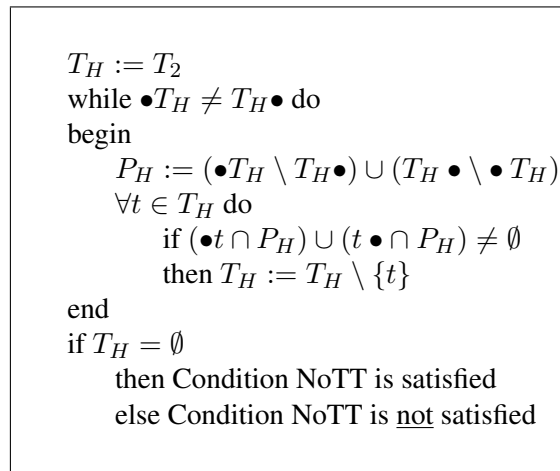 T_H := T_2
while •T_H ≠ T_H• do
begin
P_H := (•T_H \ T_H•) ∪ (T_H • \ • T_H)
∀t ∈ T_H do
if (•t ∩ P_H) ∪ (t • ∩ P_H) ≠ ∅
then T_H := T_H \ {t}
end
if T_H = ∅
then Condition NoTT is satisfied
else Condition NoTT is not satisfied